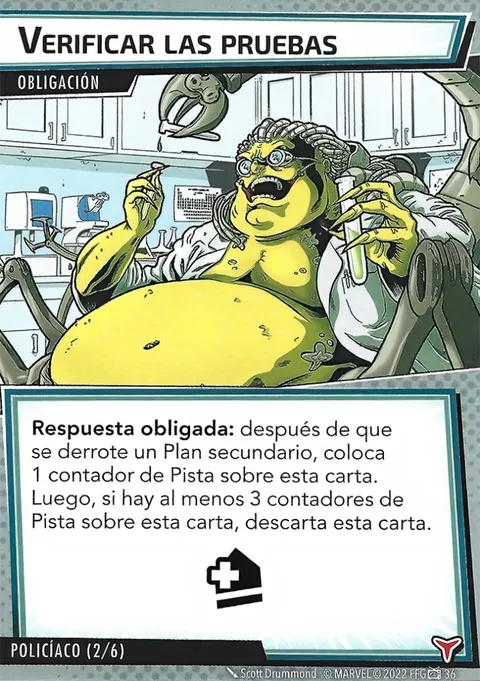 VERIFICAR LAS PRUEBAS
OBLIGACIÓN
Respuesta obligada: después de que
se derrote un Plan secundario, coloca
1 contador de Pista sobre esta carta.
Luego, si hay al menos 3 contadores de
Pista sobre esta carta, descarta esta carta.
POLICÍACO (2/6)
Scott Drummond © MARVEL © 2022 FFG 36